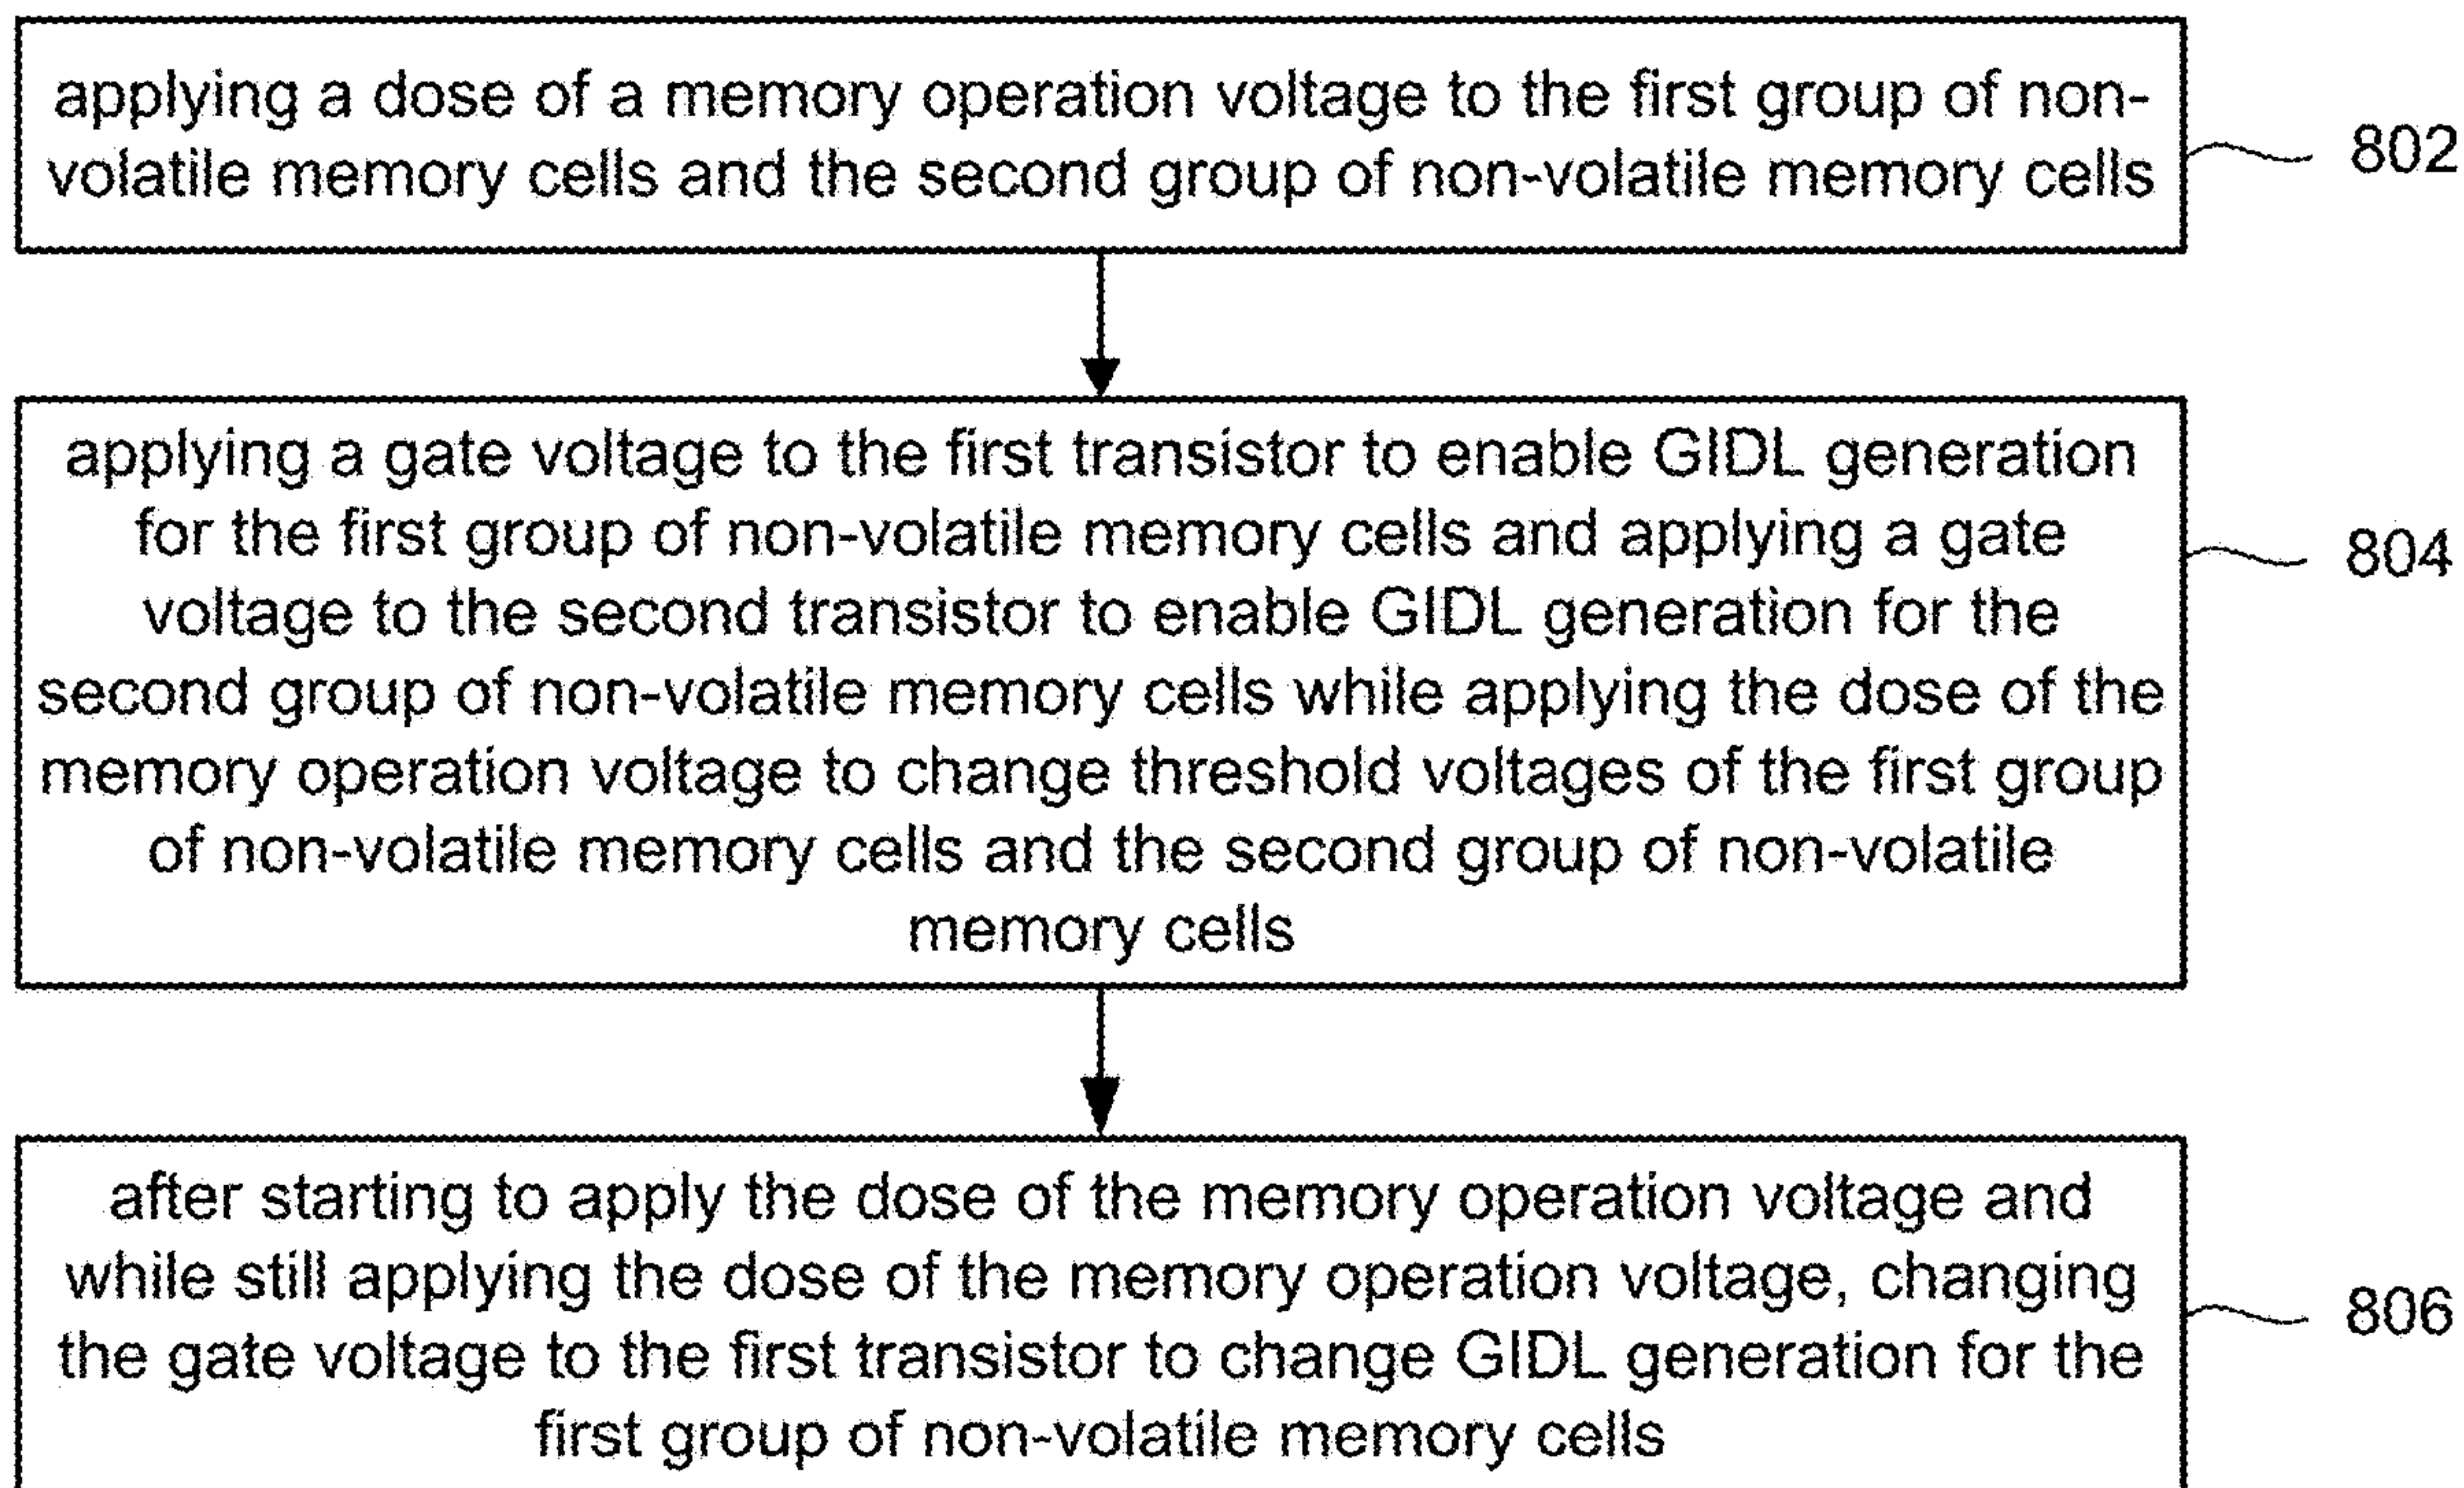 applying a dose of a memory operation voltage to the first group of non-
volatile memory cells and the second group of non-volatile memory cells
802
applying a gate voltage to the first transistor to enable GIDL generation
for the first group of non-volatile memory cells and applying a gate
voltage to the second transistor to enable GIDL generation for the
second group of non-volatile memory cells while applying the dose of the
memory operation voltage to change threshold voltages of the first group
of non-volatile memory cells and the second group of non-volatile
memory cells
804
after starting to apply the dose of the memory operation voltage and
while still applying the dose of the memory operation voltage, changing
the gate voltage to the first transistor to change GIDL generation for the
first group of non-volatile memory cells
806